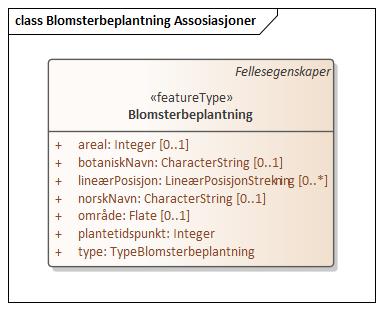 class Blomsterbeplantning Assosiasjoner
Fellesegenskaper
«featureType»
Blomsterbeplantning
+ areal: Integer [0..1]
+ botaniskNavn: CharacterString [0..1]
+ lineærPosisjon: LineærPosisjonStrekning [0..*]
+ norskNavn: CharacterString [0..1]
+ område: Flate [0..1]
+ plantetidspunkt: Integer
+ type: TypeBlomsterbeplantning